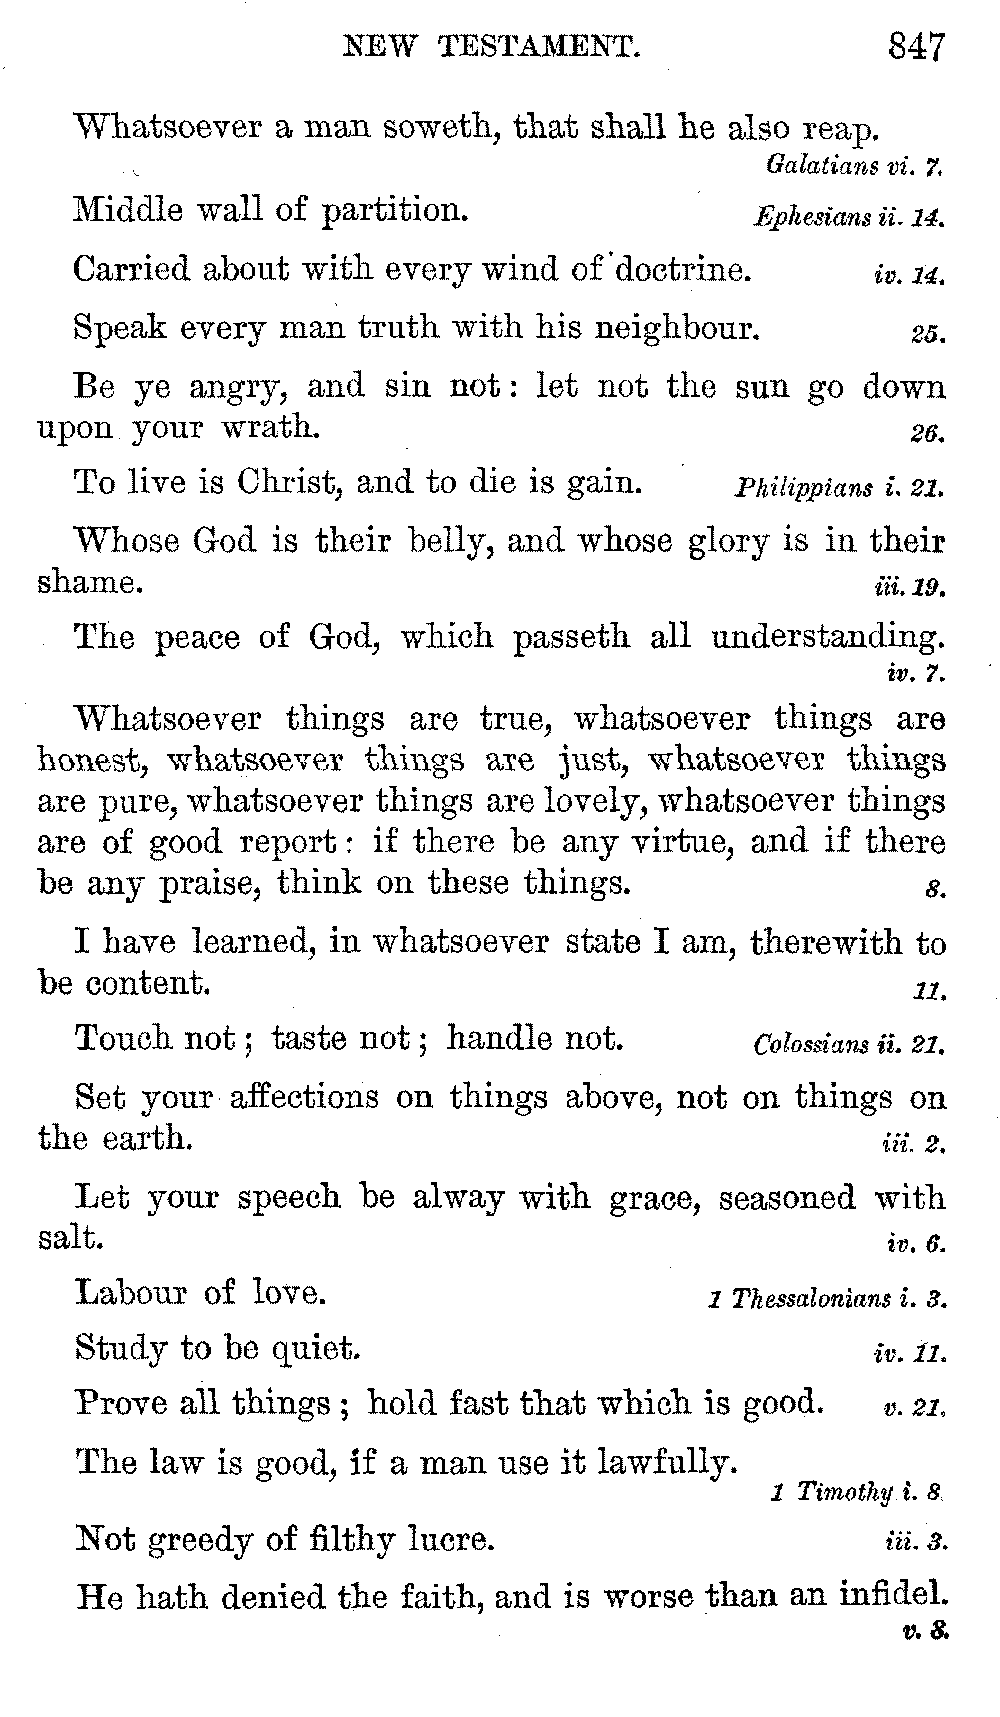 NEW TESTAMENT. 847
Whatsoever a man soweth, that shall he also reap.
Galatians vi. 7.
Middle wall of partition. Ephesians ii. 14.
Carried about with every wind of doctrine. iv. 14.
Speak every man truth with his neighbour. 25.
Be ye angry, and sin not: let not the sun go down
upon your wrath. 26.
To live is Christ, and to die is gain. Philippians i. 21.
Whose God is their belly, and whose glory is in their
shame. iii. 19.
The peace of God, which passeth all understanding.
iv. 7.
Whatsoever things are true, whatsoever things are
honest, whatsoever things are just, whatsoever things
are pure, whatsoever things are lovely, whatsoever things
are of good report: if there be any virtue, and if there
be any praise, think on these things. 8.
I have learned, in whatsoever state I am, therewith to
be content. 11.
Touch not; taste not; handle not. Colossians ii. 21.
Set your affections on things above, not on things on
the earth. iii. 2.
Let your speech be alway with grace, seasoned with
salt. iv. 6.
Labour of love. 1 Thessalonians i. 3.
Study to be quiet. iv. 11.
Prove all things; hold fast that which is good. v. 21.
The law is good, if a man use it lawfully.
1 Timothy i. 8.
Not greedy of filthy lucre. iii. 3.
He hath denied the faith, and is worse than an infidel.
v. 8.